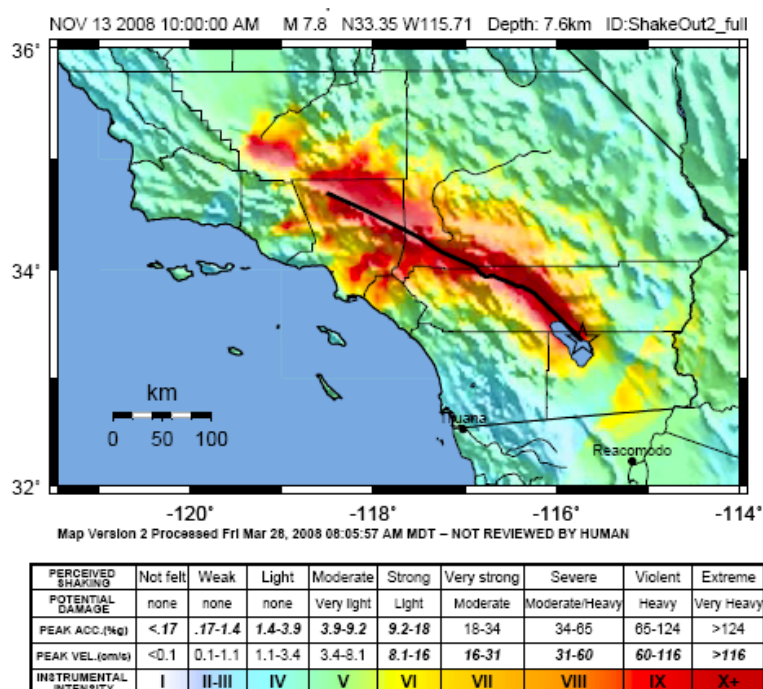 NOV 13 2008 10:00:00 AM M 7.8 N33.35 W115.71 Depth: 7.6km ID:ShakeOut2_full
36°
34°
km
0 50 100
Tijuana
Reacomodo
32°
-120° -118° -116° -114°
Map Version 2 Processed Fri Mar 28, 2008 08:05:57 AM MDT – NOT REVIEWED BY HUMAN
PERCEIVED SHAKING Not felt Weak Light Moderate Strong Very strong Severe Violent Extreme
POTENTIAL DAMAGE none none none Very light Light Moderate Moderate/Heavy Heavy Very Heavy
PEAK ACC.(%g) <.17 .17-1.4 1.4-3.9 3.9-9.2 9.2-18 18-34 34-65 65-124 >124
PEAK VEL.(cm/s) <0.1 0.1-1.1 1.1-3.4 3.4-8.1 8.1-16 16-31 31-60 60-116 >116
INSTRUMENTAL INTENSITY I II-III IV V VI VII VIII IX X+